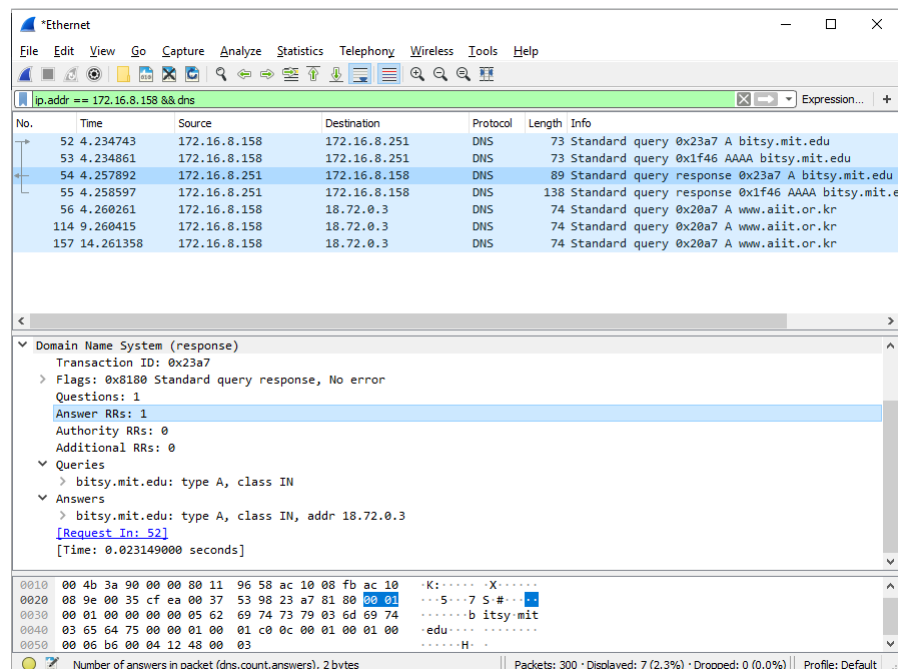 *Ethernet
File Edit View Go Capture Analyze Statistics Telephony Wireless Tools Help
ip.addr == 172.16.8.158 && dns Expression... +
No. Time Source Destination Protocol Length Info
52 4.234743 172.16.8.158 172.16.8.251 DNS 73 Standard query 0x23a7 A bitsy.mit.edu
53 4.234861 172.16.8.158 172.16.8.251 DNS 73 Standard query 0x1f46 AAAA bitsy.mit.edu
54 4.257892 172.16.8.251 172.16.8.158 DNS 89 Standard query response 0x23a7 A bitsy.mit.edu
55 4.258597 172.16.8.251 172.16.8.158 DNS 138 Standard query response 0x1f46 AAAA bitsy.mit.e
56 4.260261 172.16.8.158 18.72.0.3 DNS 74 Standard query 0x20a7 A www.aiit.or.kr
114 9.260415 172.16.8.158 18.72.0.3 DNS 74 Standard query 0x20a7 A www.aiit.or.kr
157 14.261358 172.16.8.158 18.72.0.3 DNS 74 Standard query 0x20a7 A www.aiit.or.kr
Domain Name System (response)
Transaction ID: 0x23a7
Flags: 0x8180 Standard query response, No error
Questions: 1
Answer RRs: 1
Authority RRs: 0
Additional RRs: 0
Queries
bitsy.mit.edu: type A, class IN
Answers
bitsy.mit.edu: type A, class IN, addr 18.72.0.3
[Request In: 52]
[Time: 0.023149000 seconds]
0010 00 4b 3a 90 00 00 80 11 96 58 ac 10 08 fb ac 10 ·K:····· ·X······
0020 08 9e 00 35 cf ea 00 37 53 98 23 a7 81 80 00 01 ···5···7 S·#·····
0030 00 01 00 00 00 00 05 62 69 74 73 79 03 6d 69 74 ·······b itsy·mit
0040 03 65 64 75 00 00 01 00 01 c0 0c 00 01 00 01 00 ·edu···· ········
0050 00 06 b6 00 04 12 48 00 03 ······H· ·
Number of answers in packet (dns.count.answers), 2 bytes Packets: 300 · Displayed: 7 (2.3%) · Dropped: 0 (0.0%) Profile: Default